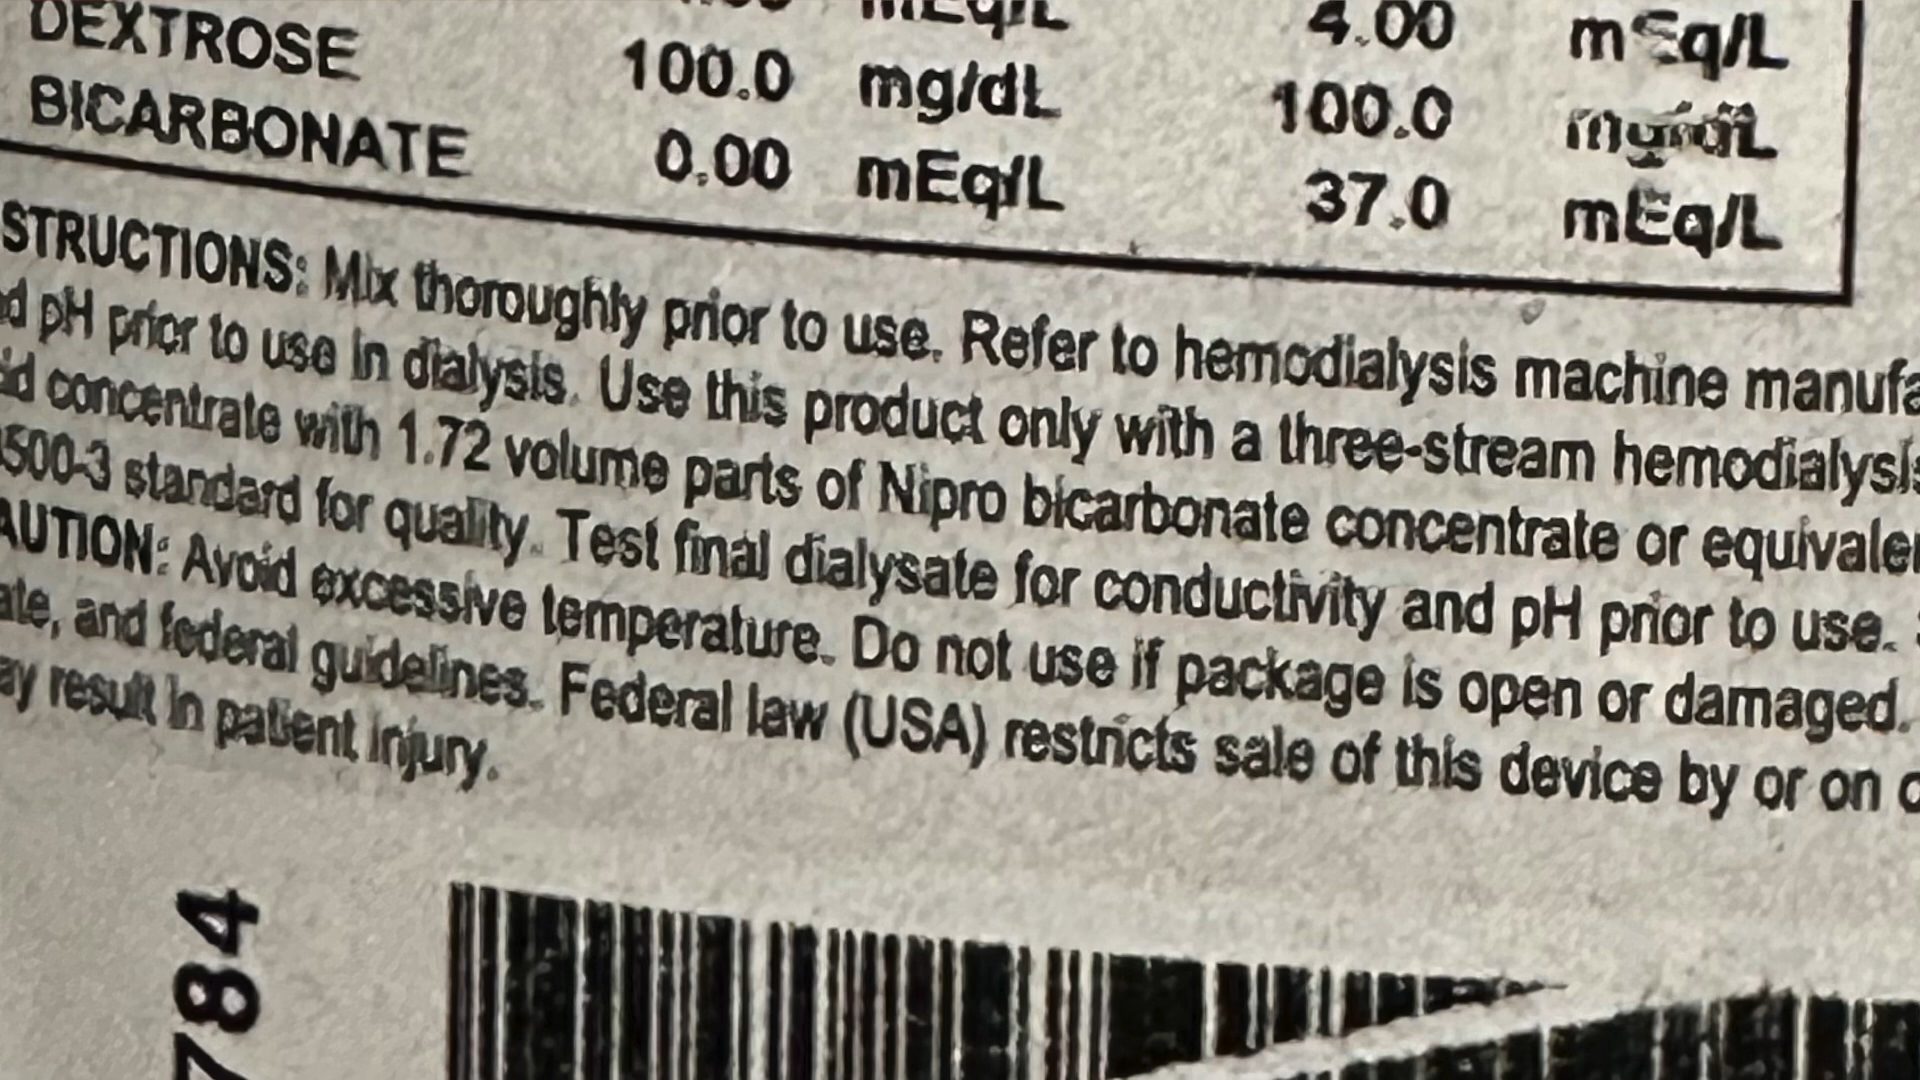 mEq/L 4.00 mEq/L
DEXTROSE 100.0 mg/dL 100.0 mg/dL
BICARBONATE 0.00 mEq/L 37.0 mEq/L
STRUCTIONS: Mix thoroughly prior to use. Refer to hemodialysis machine manufa
d pH prior to use in dialysis. Use this product only with a three-stream hemodialysis
id concentrate with 1.72 volume parts of Nipro bicarbonate concentrate or equivalen
500-3 standard for quality. Test final dialysate for conductivity and pH prior to use.
AUTION: Avoid excessive temperature. Do not use if package is open or damaged.
ate, and federal guidelines. Federal law (USA) restricts sale of this device by or on o
ay result in patient injury.
784